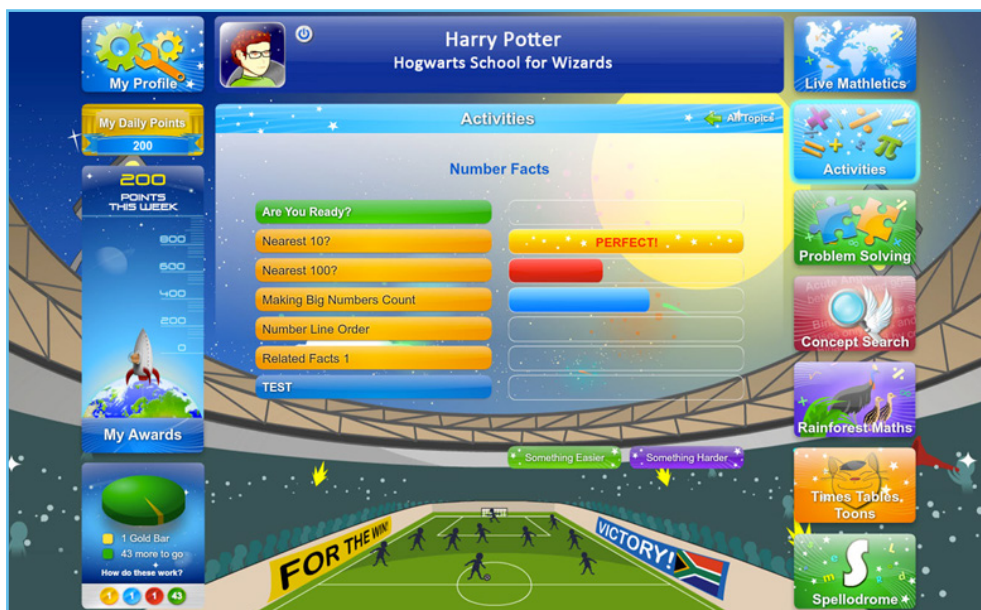 My Profile
Harry Potter
Hogwarts School for Wizards
Live Mathletics
My Daily Points
200
200
POINTS
THIS WEEK
800
600
400
200
0
My Awards
1 Gold Bar
43 more to go
How do these work?
1
1
1
43
Activities
All Topics
Number Facts
Are You Ready?
Nearest 10?
PERFECT!
Nearest 100?
Making Big Numbers Count
Number Line Order
Related Facts 1
TEST
Something Easier
Something Harder
FOR THE WIN!
VICTORY!
Activities
Problem Solving
Concept Search
Rainforest Maths
Times Tables
Toons
Spellodrome